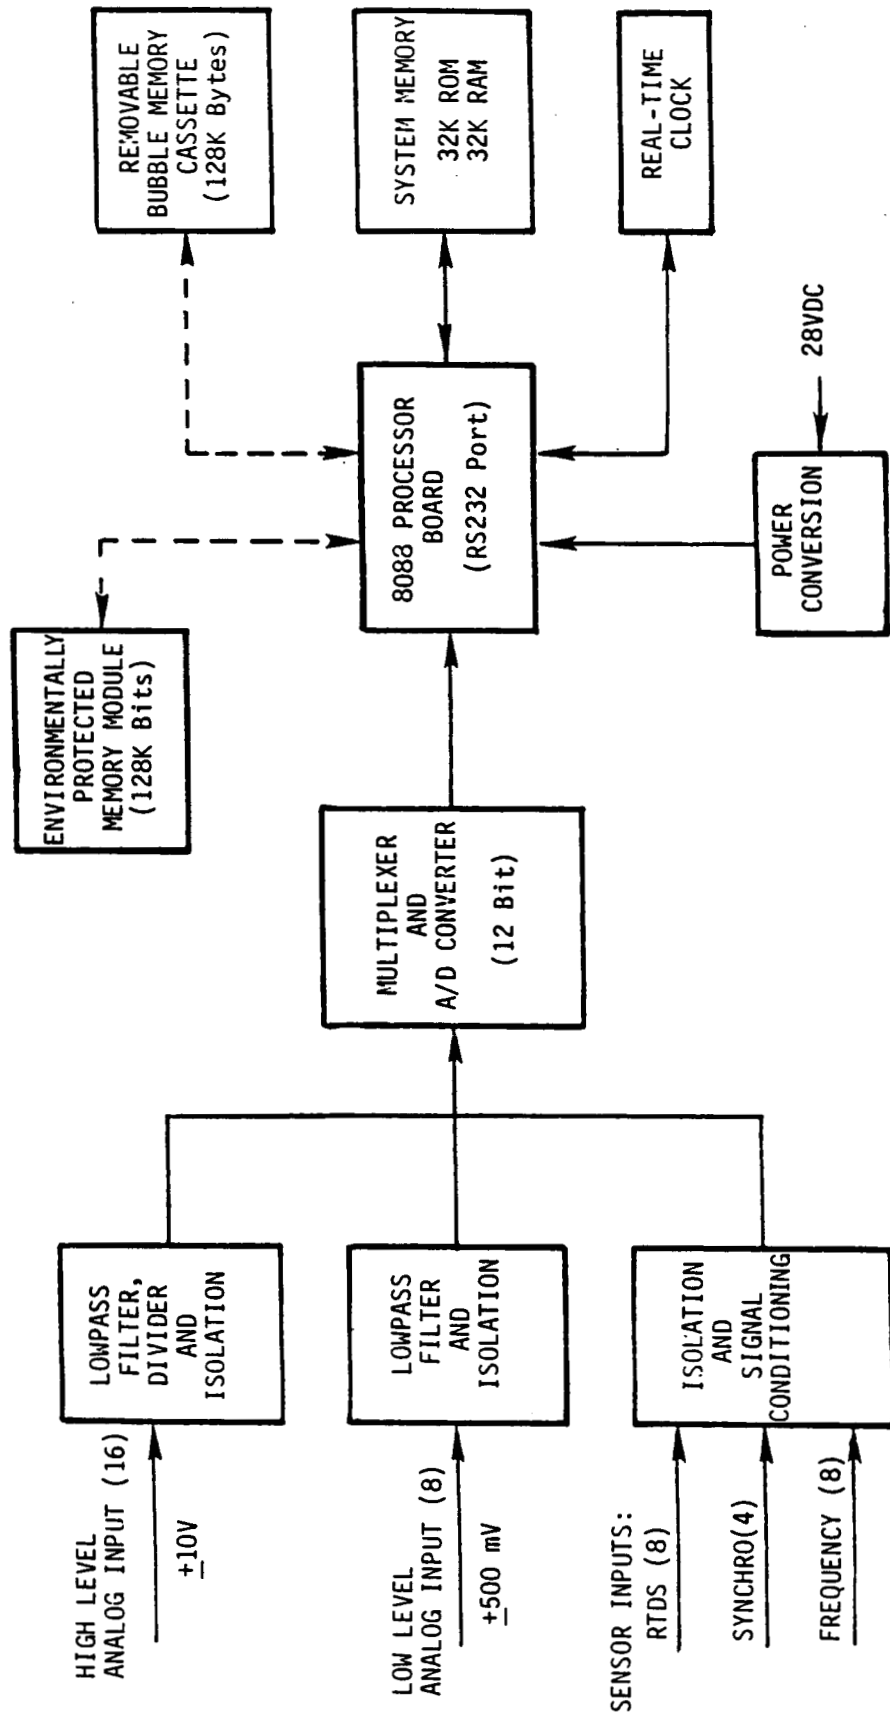 HIGH LEVEL
ANALOG INPUT (16)
±10V
LOWPASS
FILTER,
DIVIDER
AND
ISOLATION
LOW LEVEL
ANALOG INPUT (8)
±500 mV
LOWPASS
FILTER
AND
ISOLATION
SENSOR INPUTS:
RTDS (8)
SYNCHRO(4)
FREQUENCY (8)
ISOLATION
AND
SIGNAL
CONDITIONING
MULTIPLEXER
AND
A/D CONVERTER
(12 Bit)
ENVIRONMENTALLY
PROTECTED
MEMORY MODULE
(128K Bits)
8088 PROCESSOR
BOARD
(RS232 Port)
POWER
CONVERSION
28VDC
REMOVABLE
BUBBLE MEMORY
CASSETTE
(128K Bytes)
SYSTEM MEMORY
32K ROM
32K RAM
REAL-TIME
CLOCK